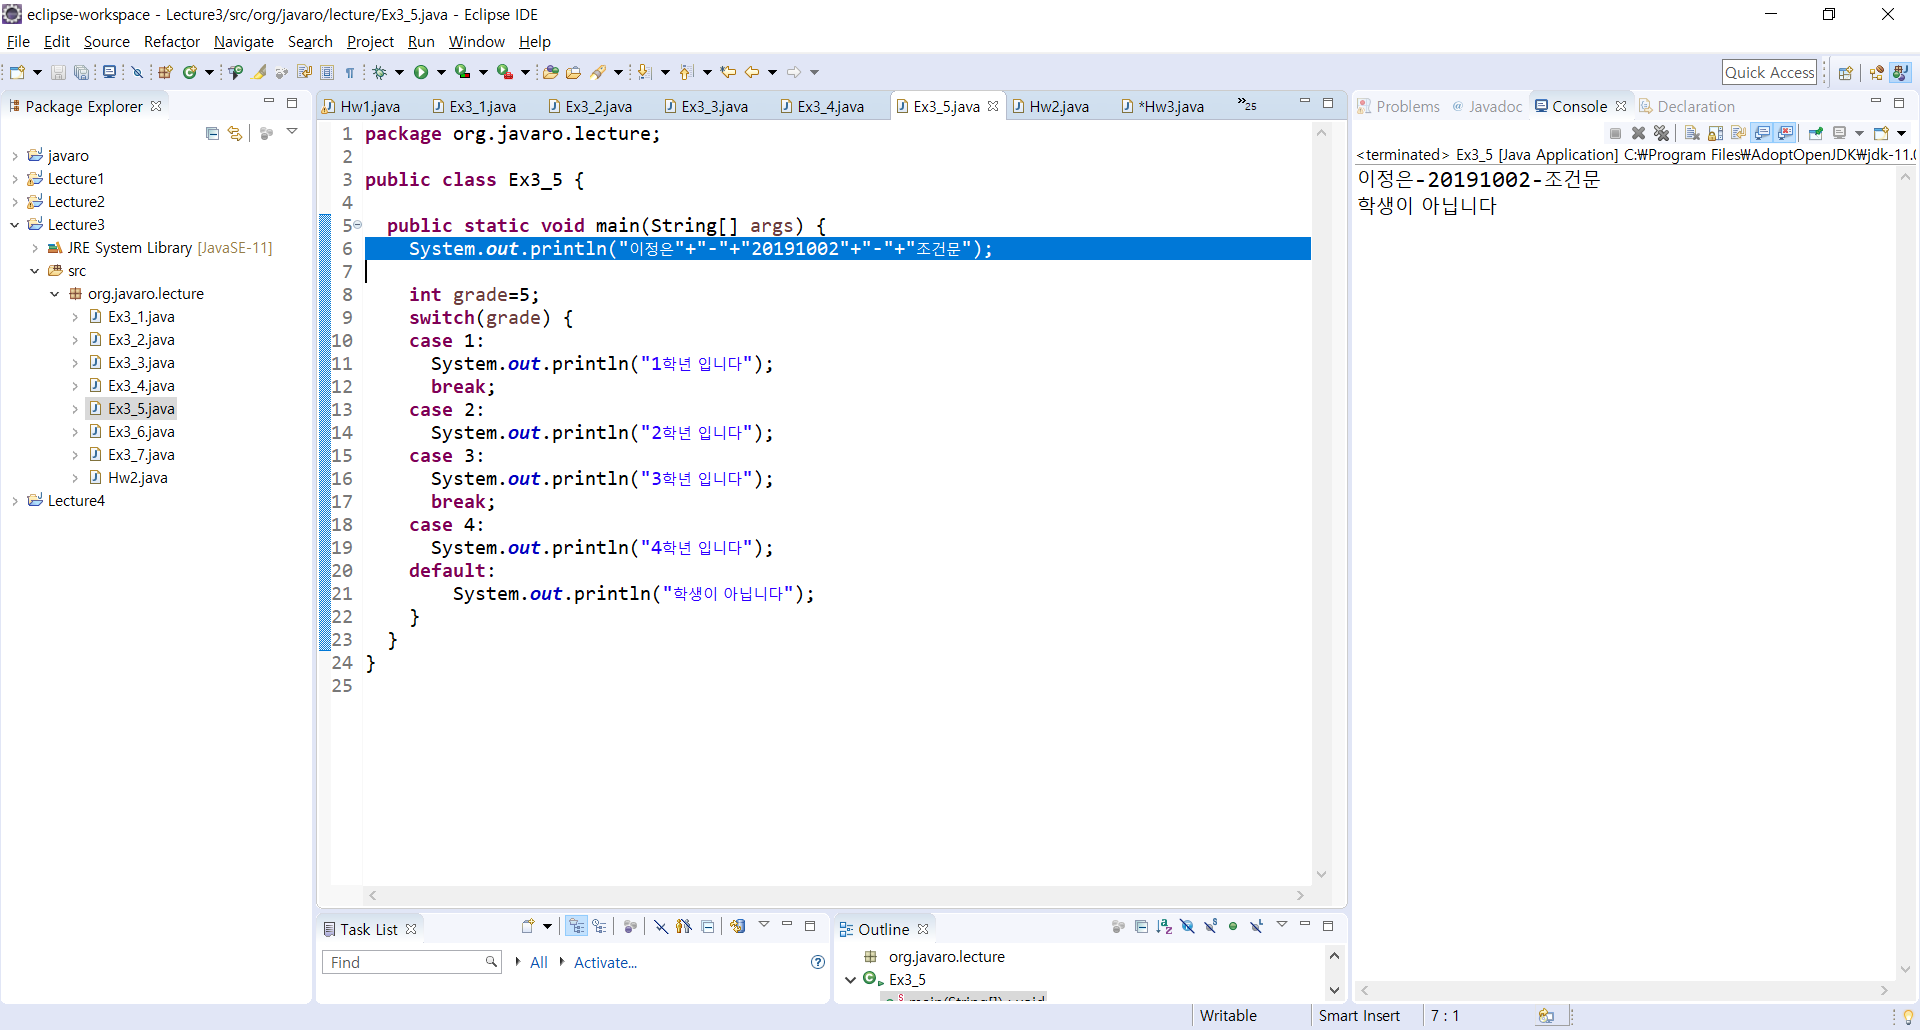 eclipse-workspace - Lecture3/src/org/javaro/lecture/Ex3_5.java - Eclipse IDE
File Edit Source Refactor Navigate Search Project Run Window Help
Quick Access
Package Explorer
javaro
Lecture1
Lecture2
Lecture3
JRE System Library [JavaSE-11]
src
org.javaro.lecture
Ex3_1.java
Ex3_2.java
Ex3_3.java
Ex3_4.java
Ex3_5.java
Ex3_6.java
Ex3_7.java
Hw2.java
Lecture4
Hw1.java Ex3_1.java Ex3_2.java Ex3_3.java Ex3_4.java Ex3_5.java Hw2.java *Hw3.java »25
1 package org.javaro.lecture;
2
3 public class Ex3_5 {
4
5 public static void main(String[] args) {
6 System.out.println("이정은"+"-"+"20191002"+"-"+"조건문");
7
8 int grade=5;
9 switch(grade) {
10 case 1:
11 System.out.println("1학년 입니다");
12 break;
13 case 2:
14 System.out.println("2학년 입니다");
15 case 3:
16 System.out.println("3학년 입니다");
17 break;
18 case 4:
19 System.out.println("4학년 입니다");
20 default:
21 System.out.println("학생이 아닙니다");
22 }
23 }
24 }
25
Problems @ Javadoc Console Declaration
<terminated> Ex3_5 [Java Application] C:₩Program Files₩AdoptOpenJDK₩jdk-11.0
이정은-20191002-조건문
학생이 아닙니다
Task List
Find All Activate...
Outline
org.javaro.lecture
Ex3_5
main(String[]) : void
Writable Smart Insert 7 : 1